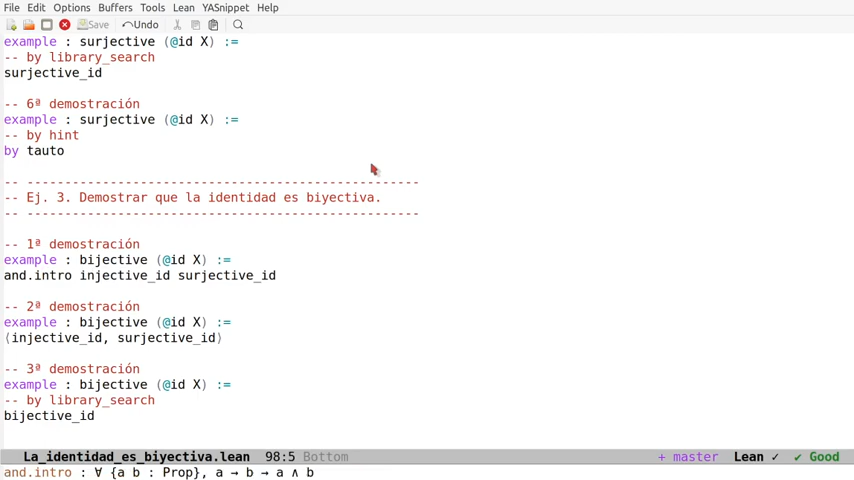 File Edit Options Buffers Tools Lean YASnippet Help
Save Undo
example : surjective (@id X) :=
-- by library_search
surjective_id
-- 6ª demostración
example : surjective (@id X) :=
-- by hint
by tauto
-- ----------------------------------------------------
-- Ej. 3. Demostrar que la identidad es biyectiva.
-- ----------------------------------------------------
-- 1ª demostración
example : bijective (@id X) :=
and.intro injective_id surjective_id
-- 2ª demostración
example : bijective (@id X) :=
⟨injective_id, surjective_id⟩
-- 3ª demostración
example : bijective (@id X) :=
-- by library_search
bijective_id
La_identidad_es_biyectiva.lean 98:5 Bottom + master Lean ✓ ✔ Good
and.intro : ∀ {a b : Prop}, a → b → a ∧ b